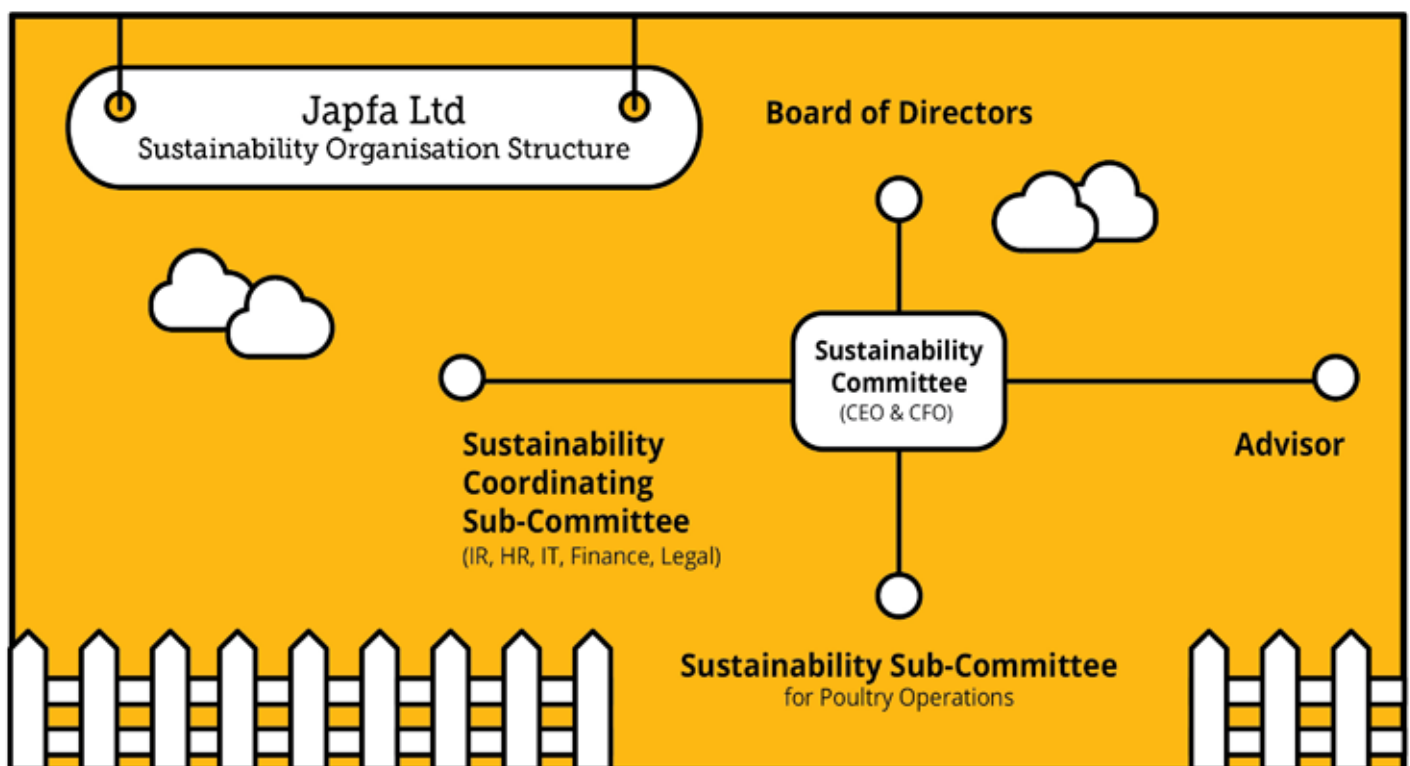 Japfa Ltd
Sustainability Organisation Structure
Board of Directors
Sustainability
Committee
(CEO & CFO)
Sustainability
Coordinating
Sub-Committee
(IR, HR, IT, Finance, Legal)
Advisor
Sustainability Sub-Committee
for Poultry Operations